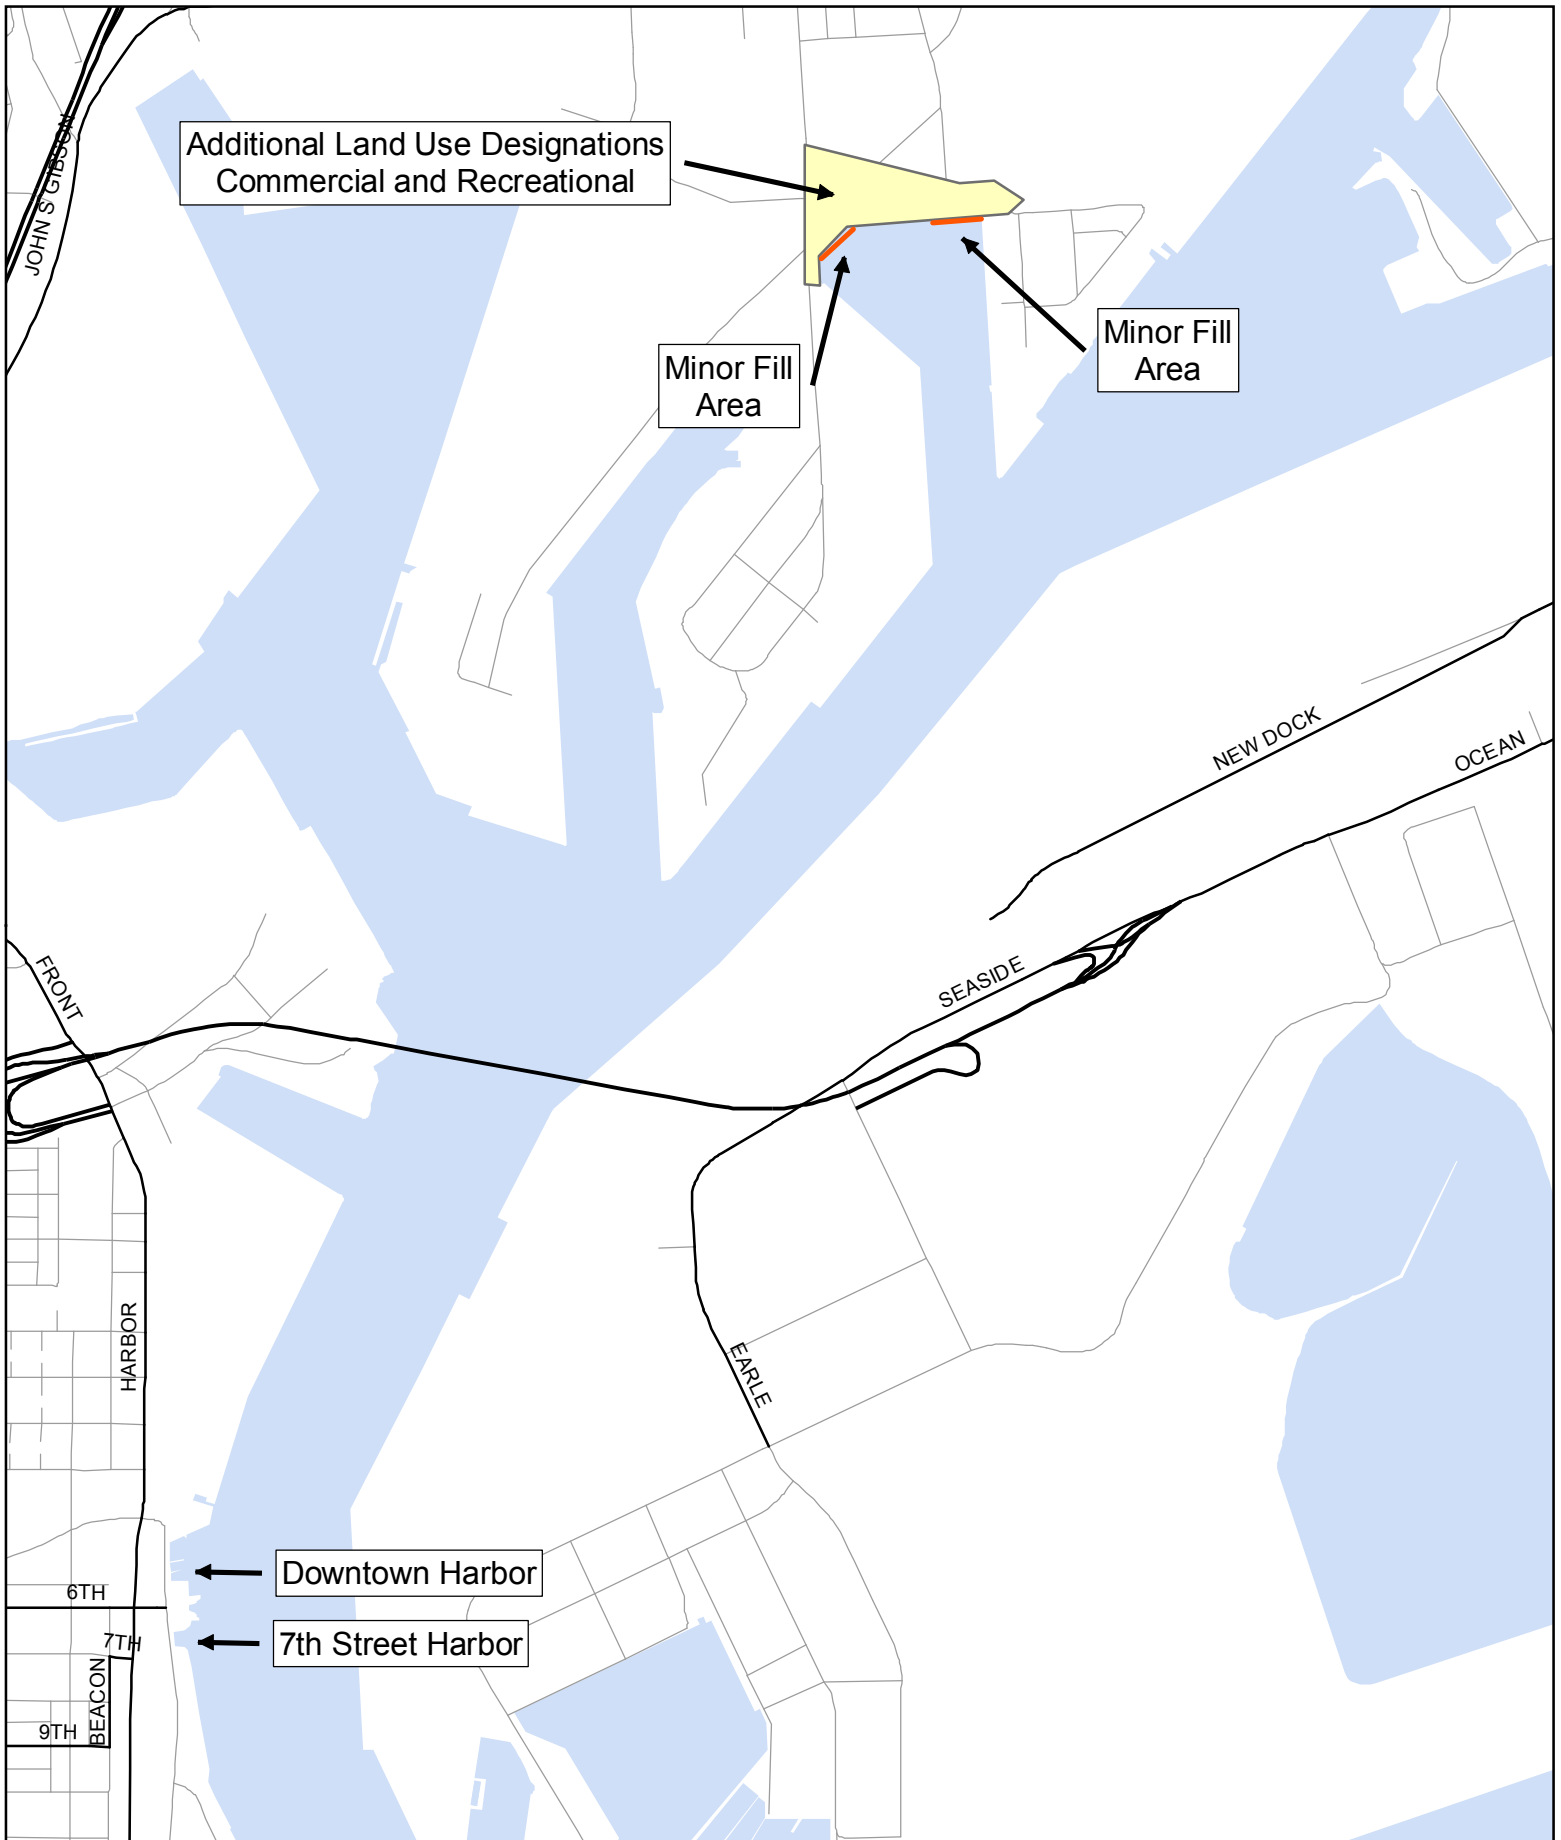 Additional Land Use Designations
Commercial and Recreational
JOHN S GIBSON
Minor Fill
Area
Minor Fill
Area
NEW DOCK
OCEAN
SEASIDE
FRONT
HARBOR
EARLE
Downtown Harbor
6TH
7TH
7th Street Harbor
BEACON
9TH